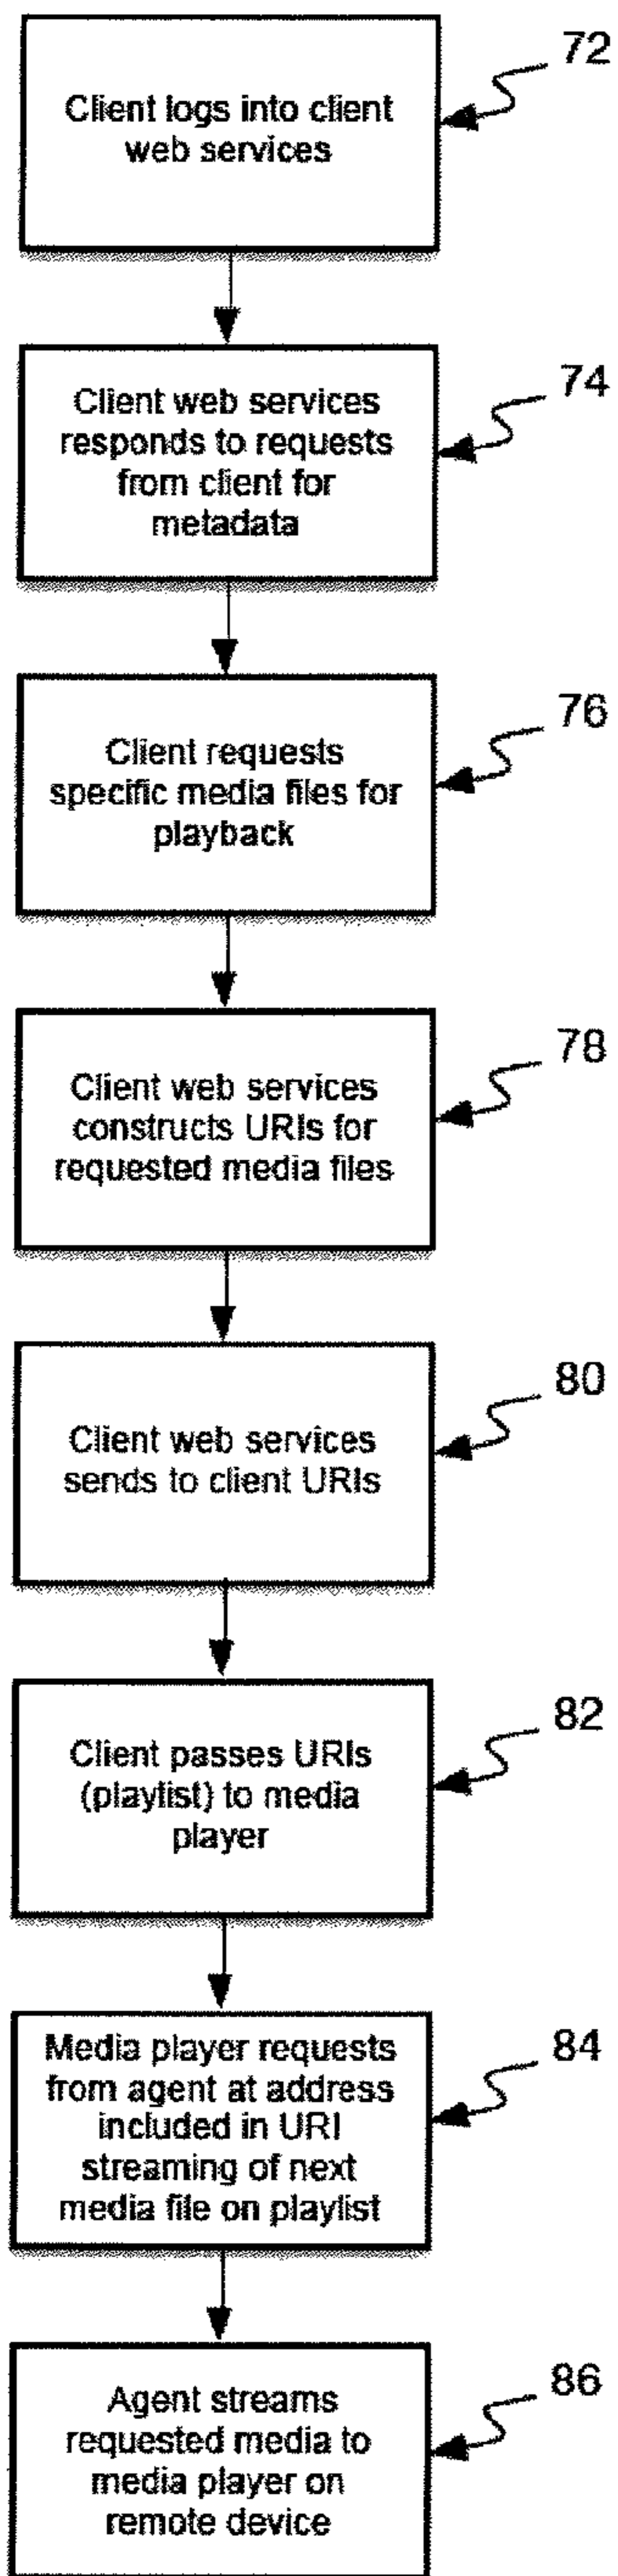 72
Client logs into client
web services
74
Client web services
responds to requests
from client for
metadata
76
Client requests
specific media files for
playback
78
Client web services
constructs URIs for
requested media files
80
Client web services
sends to client URIs
82
Client passes URIs
(playlist) to media
player
84
Media player requests
from agent at address
included in URI
streaming of next
media file on playlist
86
Agent streams
requested media to
media player on
remote device